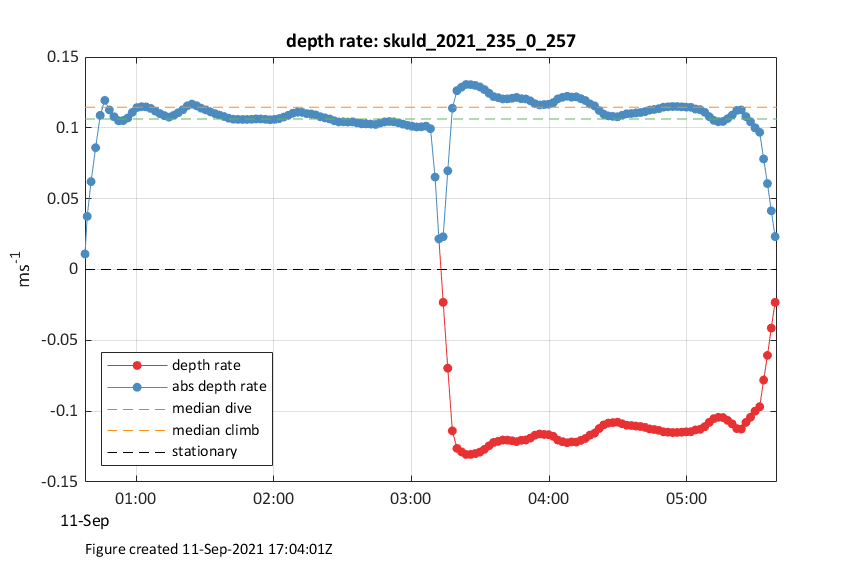 depth rate: skuld_2021_235_0_257
0.15
0.1
0.05
0
-0.05
-0.1
-0.15
ms⁻¹
depth rate
abs depth rate
median dive
median climb
stationary
01:00 02:00 03:00 04:00 05:00
11-Sep
Figure created 11-Sep-2021 17:04:01Z